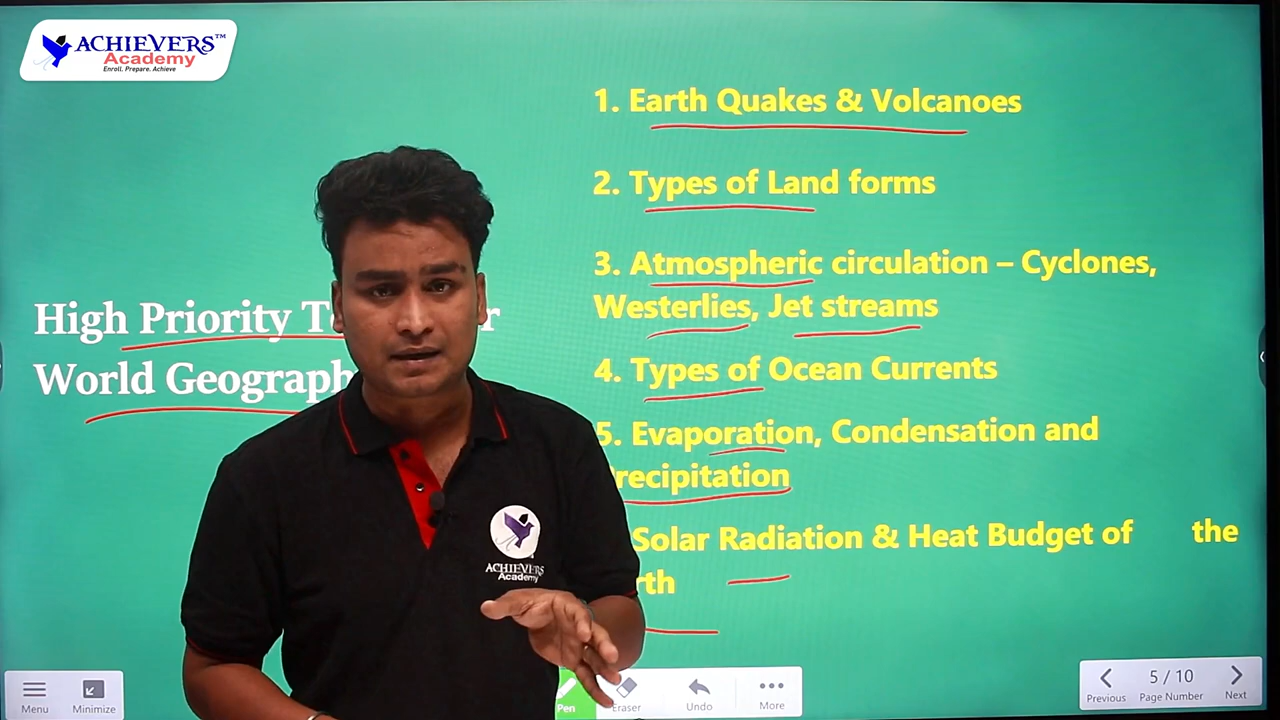 ACHIEVERS™
Academy
Enroll. Prepare. Achieve
1. Earth Quakes & Volcanoes
2. Types of Land forms
3. Atmospheric circulation – Cyclones,
Westerlies, Jet streams
4. Types of Ocean Currents
5. Evaporation, Condensation and
recipitation
Solar Radiation & Heat Budget of the
rth
High Priority T r
World Geograph
ACHIEVERS
Academy
Menu
Minimize
Pen
Eraser
Undo
More
Previous
5 / 10
Page Number
Next